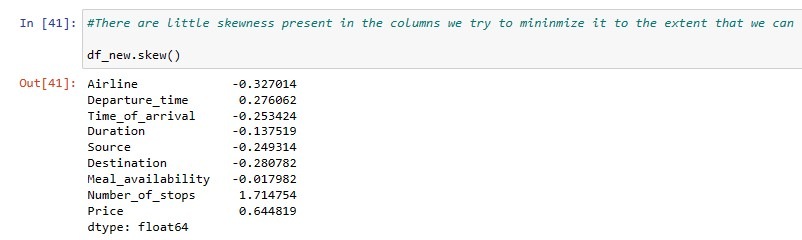 In [41]: #There are little skewness present in the columns we try to mininmize it to the extent that we can
df_new.skew()
Out[41]: Airline -0.327014
Departure_time 0.276062
Time_of_arrival -0.253424
Duration -0.137519
Source -0.249314
Destination -0.280782
Meal_availability -0.017982
Number_of_stops 1.714754
Price 0.644819
dtype: float64